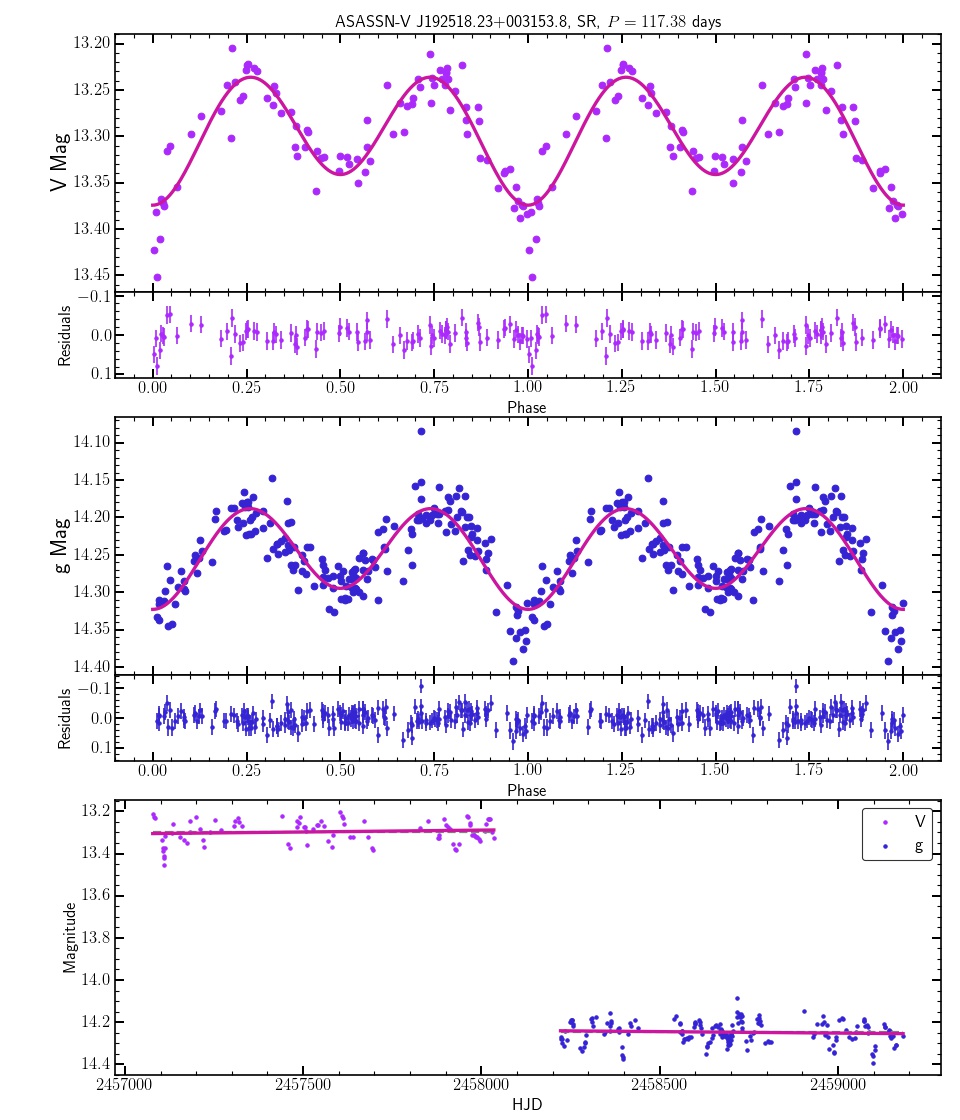 ASASSN-V J192518.23+003153.8, SR, P = 117.38 days
13.20
13.25
13.30
13.35
13.40
13.45
V Mag
−0.1
0.0
0.1
Residuals
0.00 0.25 0.50 0.75 1.00 1.25 1.50 1.75 2.00
Phase
14.10
14.15
14.20
14.25
14.30
14.35
14.40
g Mag
−0.1
0.0
0.1
Residuals
0.00 0.25 0.50 0.75 1.00 1.25 1.50 1.75 2.00
Phase
13.2
13.4
13.6
13.8
14.0
14.2
14.4
Magnitude
V
g
2457000 2457500 2458000 2458500 2459000
HJD